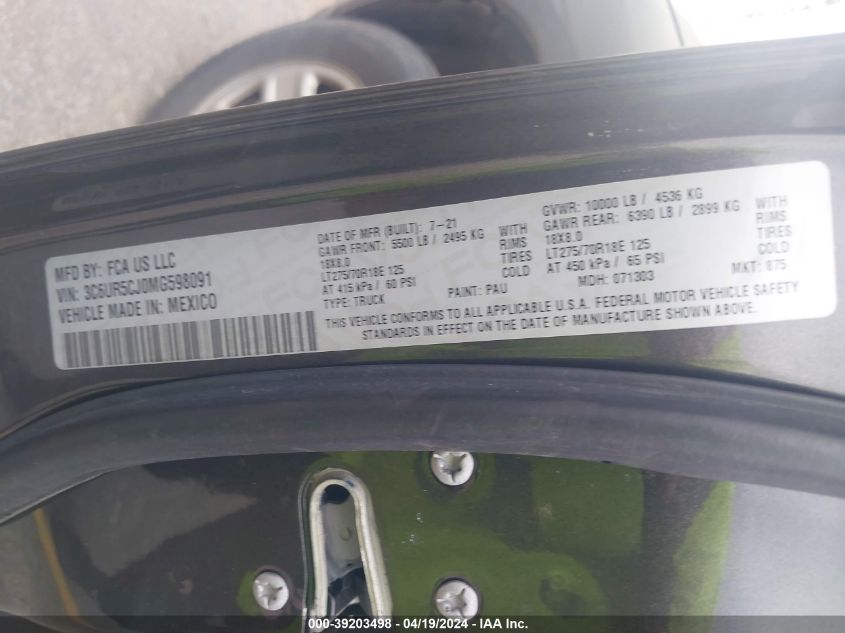 MFD BY: FCA US LLC
VIN: 3C6UR5CJ0MG598091
VEHICLE MADE IN: MEXICO
DATE OF MFR (BUILT): 7-21
GAWR FRONT: 5500 LB / 2495 KG WITH
18X8.0 RIMS
LT275/70R18E 125 TIRES
AT 415 kPa / 60 PSI COLD
TYPE: TRUCK PAINT: PAU
GVWR: 10000 LB / 4536 KG
GAWR REAR: 6390 LB / 2899 KG WITH
18X8.0 RIMS
LT275/70R18E 125 TIRES
AT 450 kPa / 65 PSI COLD
MDH: 071303 MKT: 875
THIS VEHICLE CONFORMS TO ALL APPLICABLE U.S.A. FEDERAL MOTOR VEHICLE SAFETY
STANDARDS IN EFFECT ON THE DATE OF MANUFACTURE SHOWN ABOVE.
000-39203498 - 04/19/2024 - IAA Inc.